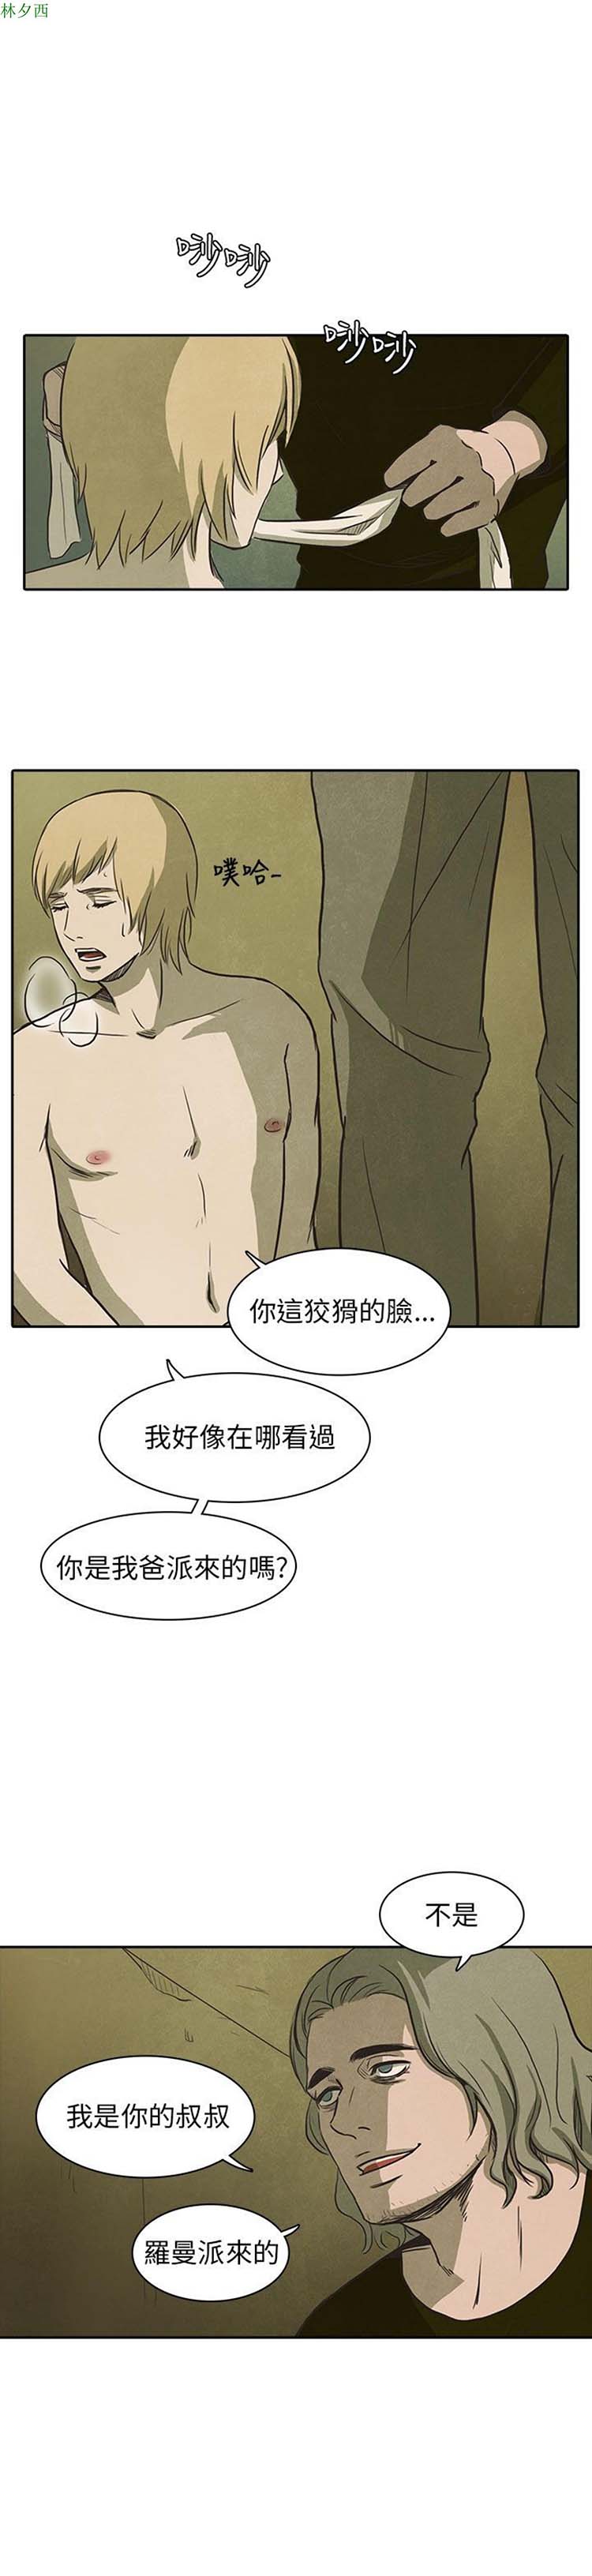 林夕西
唦唦
唦唦
噗哈-
你這狡猾的臉...
我好像在哪看過
你是我爸派來的嗎?
不是
我是你的叔叔
羅曼派來的